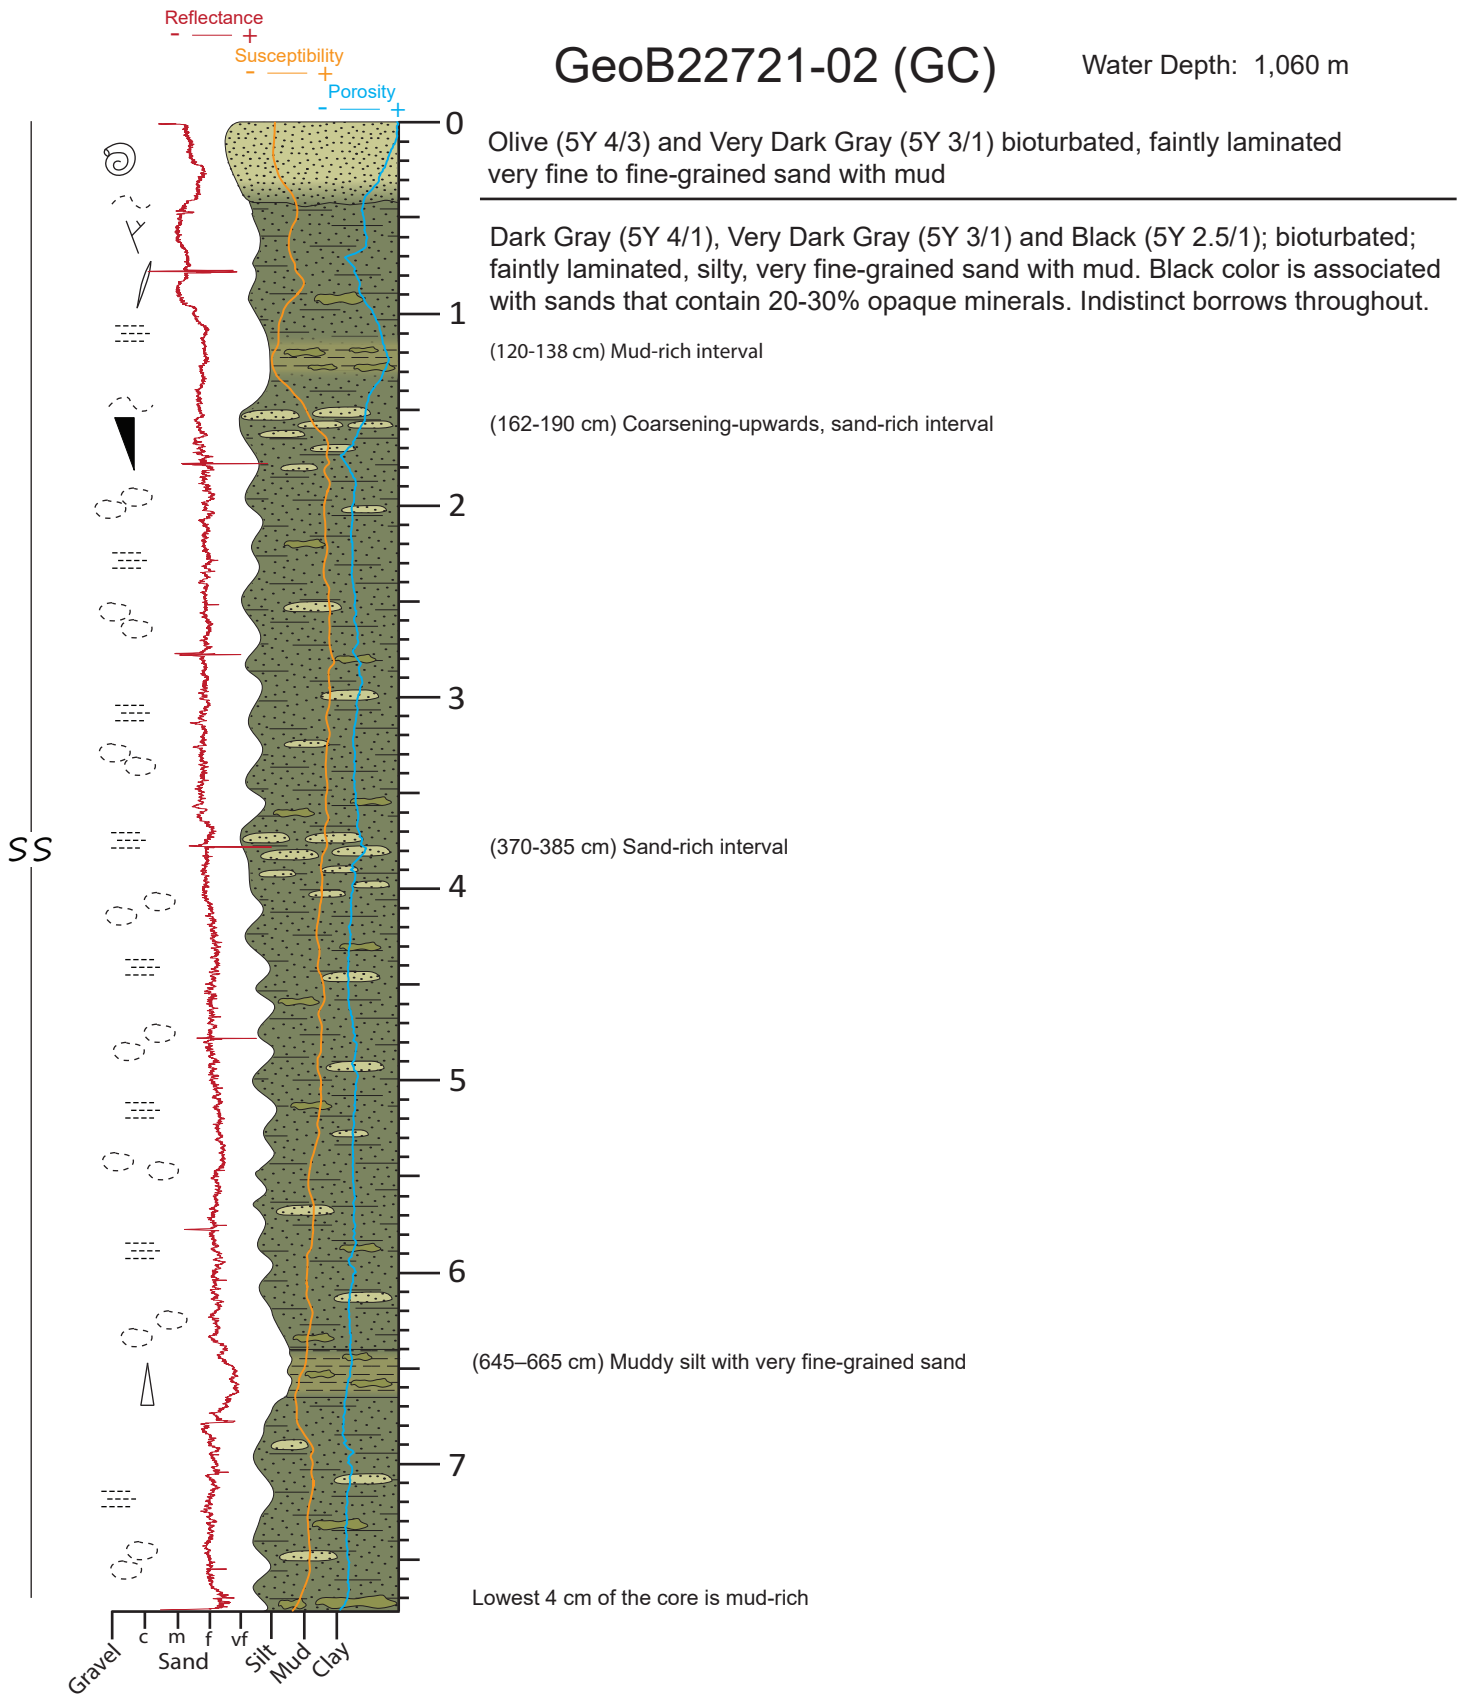 Reflectance
- +
Susceptibility
- +
Porosity
- +
GeoB22721-02 (GC)
Water Depth: 1,060 m
0
Olive (5Y 4/3) and Very Dark Gray (5Y 3/1) bioturbated, faintly laminated
very fine to fine-grained sand with mud
Dark Gray (5Y 4/1), Very Dark Gray (5Y 3/1) and Black (5Y 2.5/1); bioturbated;
faintly laminated, silty, very fine-grained sand with mud. Black color is associated
with sands that contain 20-30% opaque minerals. Indistinct borrows throughout.
1
(120-138 cm) Mud-rich interval
(162-190 cm) Coarsening-upwards, sand-rich interval
2
3
SS
(370-385 cm) Sand-rich interval
4
5
6
(645–665 cm) Muddy silt with very fine-grained sand
7
Lowest 4 cm of the core is mud-rich
Gravel
c m f vf
Sand
Silt
Mud
Clay